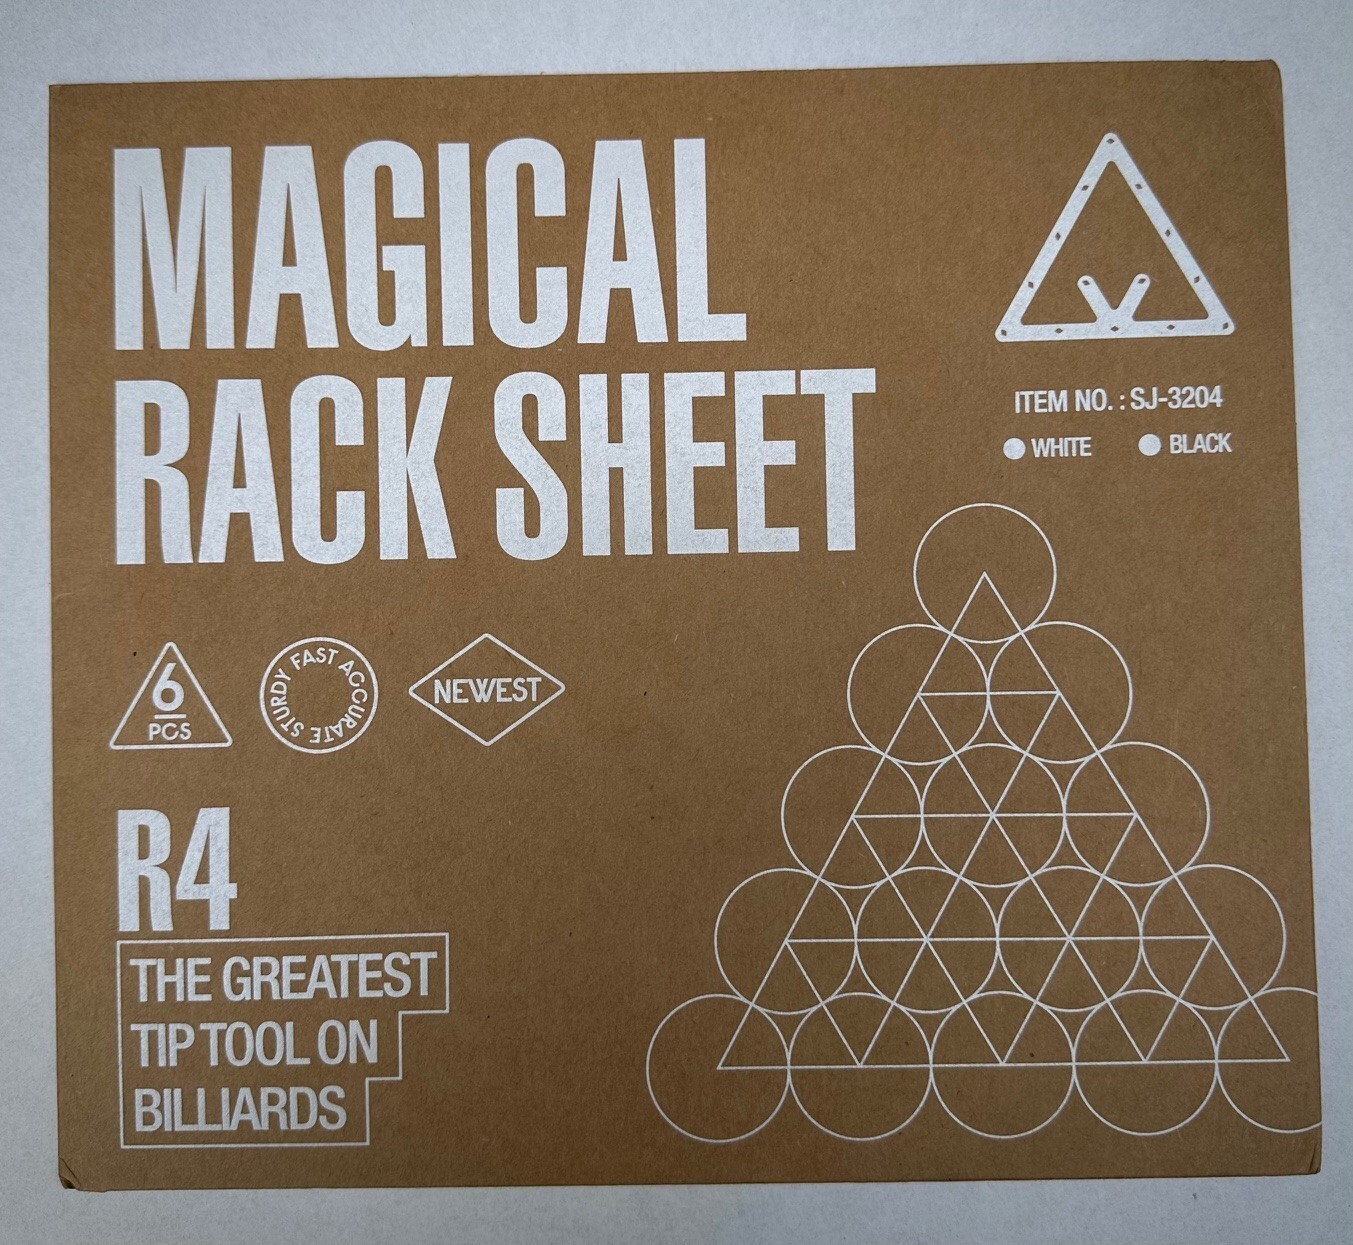 MAGICAL
RACK SHEET
ITEM NO. : SJ-3204
WHITE
BLACK
6
PCS
STURDY FAST ACCURATE
NEWEST
R4
THE GREATEST
TIP TOOL ON
BILLIARDS